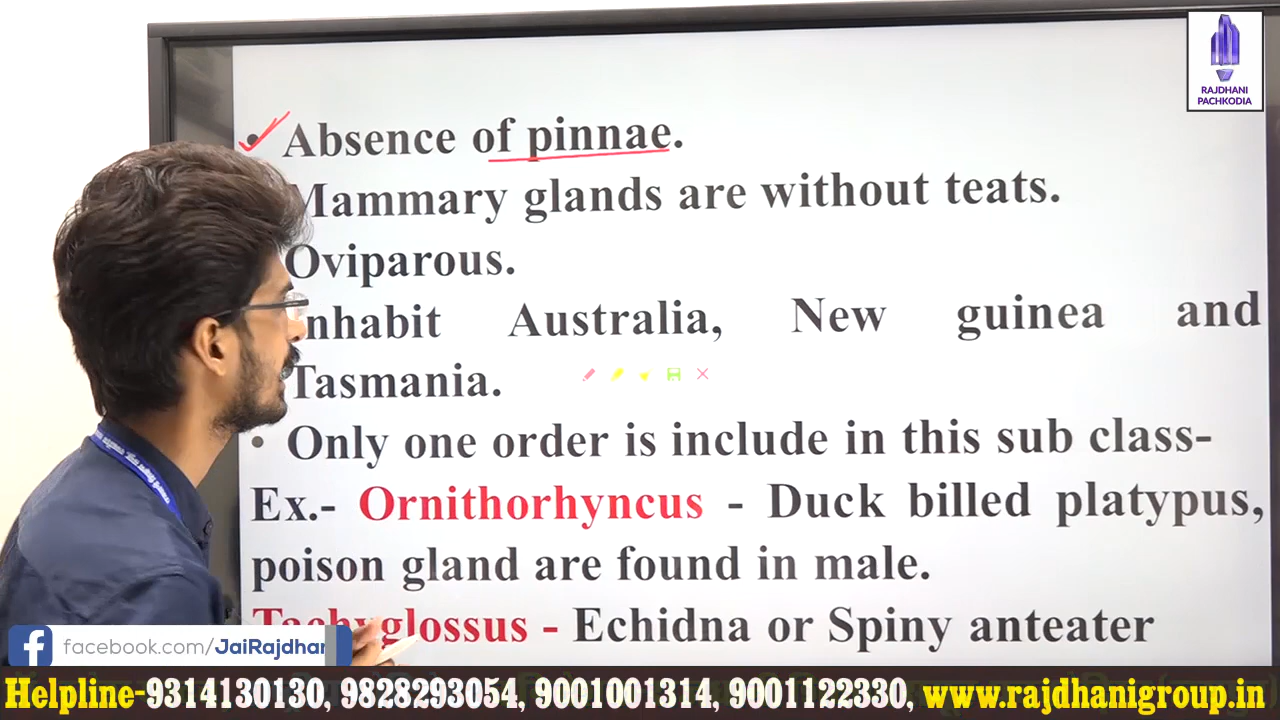 RAJDHANI
PACHKODIA
• Absence of pinnae.
Mammary glands are without teats.
Oviparous.
nhabit Australia, New guinea and
Tasmania.
• Only one order is include in this sub class-
Ex.- Ornithorhyncus - Duck billed platypus,
poison gland are found in male.
Tachyglossus - Echidna or Spiny anteater
facebook.com/JaiRajdhan
Helpline-9314130130, 9828293054, 9001001314, 9001122330, www.rajdhanigroup.in